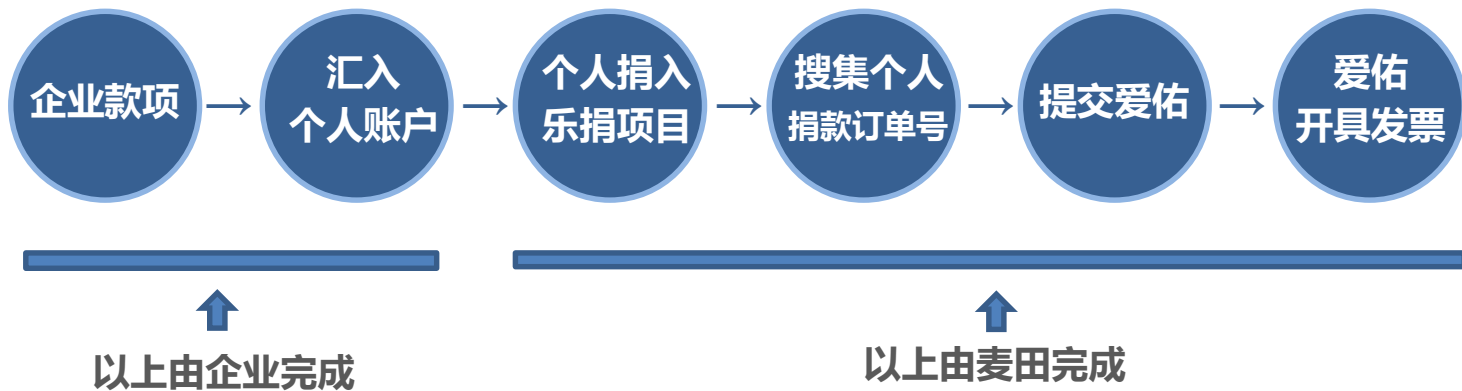 企业款项
汇入
个人账户
个人捐入
乐捐项目
搜集个人
捐款订单号
提交爱佑
爱佑
开具发票
以上由企业完成
以上由麦田完成